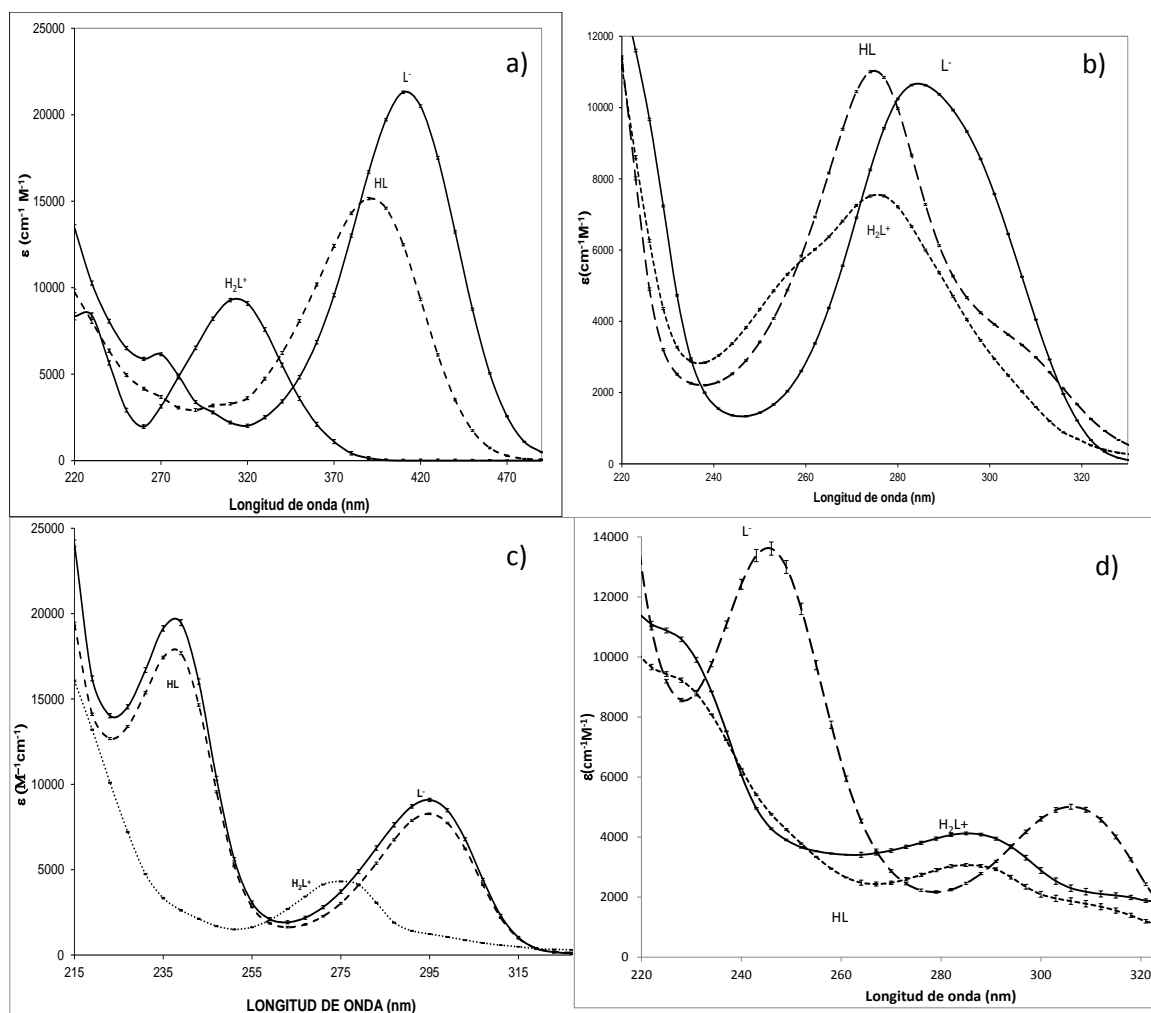 a)
25000
20000
15000
10000
5000
0
ε (cm⁻¹ M⁻¹)
L⁻
HL
H₂L⁺
220 270 320 370 420 470
Longitud de onda (nm)
b)
12000
10000
8000
6000
4000
2000
0
ε(cm⁻¹M⁻¹)
HL
L⁻
H₂L⁺
220 240 260 280 300 320
Longitud de onda (nm)
c)
25000
20000
15000
10000
5000
0
ε (M⁻¹cm⁻¹)
HL
L⁻
H₂L⁺
215 235 255 275 295 315
LONGITUD DE ONDA (nm)
d)
14000
12000
10000
8000
6000
4000
2000
0
ε(cm⁻¹M⁻¹)
L⁻
H₂L+
HL
220 240 260 280 300 320
Longitud de onda (nm)